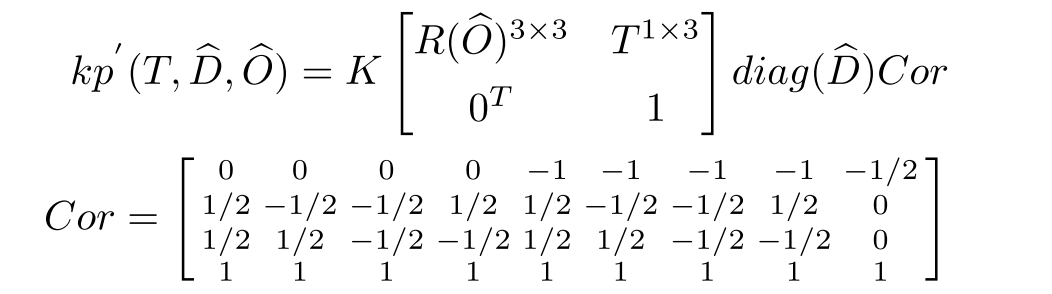 kp′(T, D̂, Ô) = K [ R(Ô)^{3×3} T^{1×3} ; 0^T 1 ] diag(D̂)Cor
Cor = [ 0 0 0 0 −1 −1 −1 −1 −1/2
1/2 −1/2 −1/2 1/2 1/2 −1/2 −1/2 1/2 0
1/2 1/2 −1/2 −1/2 1/2 1/2 −1/2 −1/2 0
1 1 1 1 1 1 1 1 1 ]